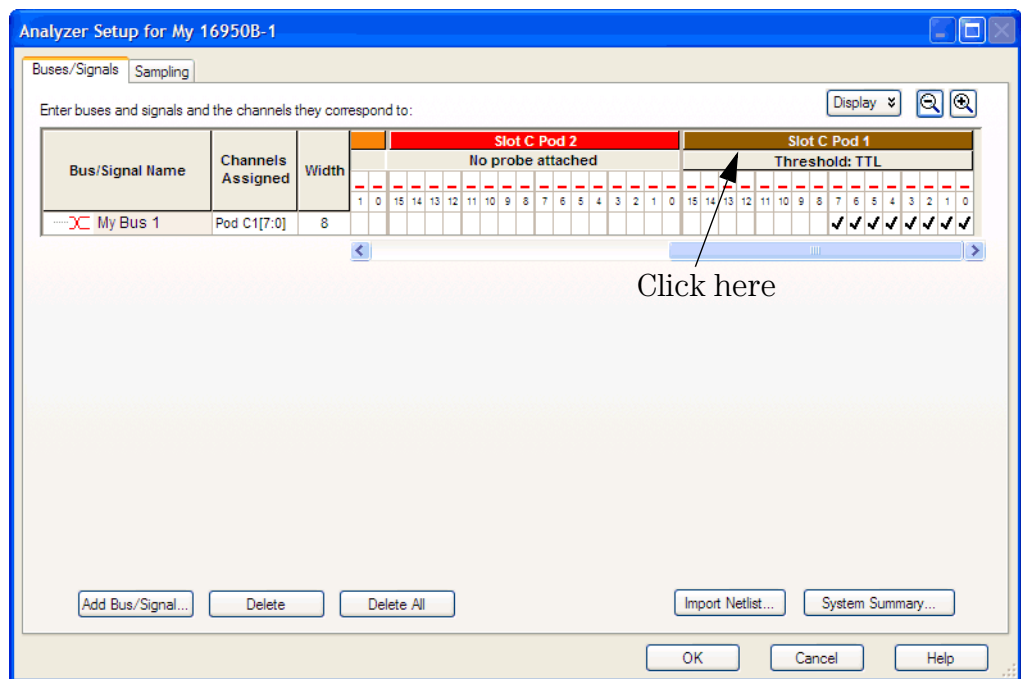 Analyzer Setup for My 16950B-1
Buses/Signals Sampling
Enter buses and signals and the channels they correspond to:
Display
Bus/Signal Name Channels Assigned Width Slot C Pod 2 Slot C Pod 1
No probe attached Threshold: TTL
1 0 15 14 13 12 11 10 9 8 7 6 5 4 3 2 1 0 15 14 13 12 11 10 9 8 7 6 5 4 3 2 1 0
My Bus 1 Pod C1[7:0] 8
Click here
Add Bus/Signal... Delete Delete All Import Netlist... System Summary...
OK Cancel Help